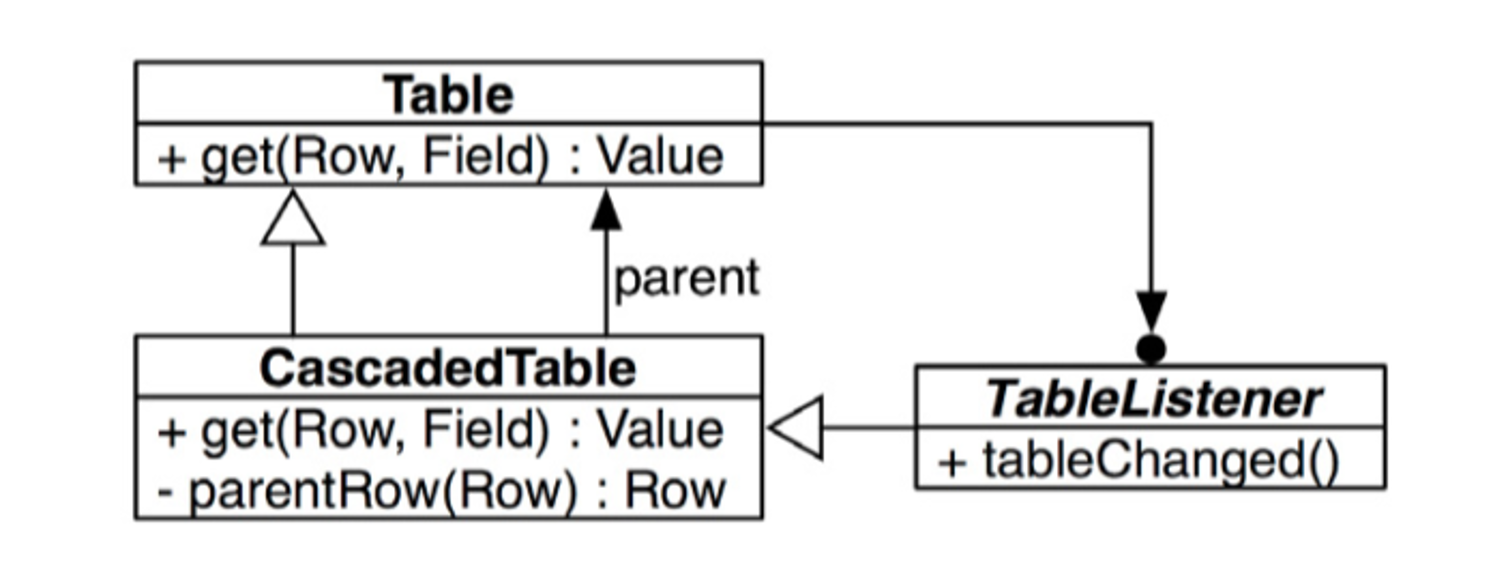 Table
+ get(Row, Field) : Value
parent
CascadedTable
+ get(Row, Field) : Value
- parentRow(Row) : Row
TableListener
+ tableChanged()